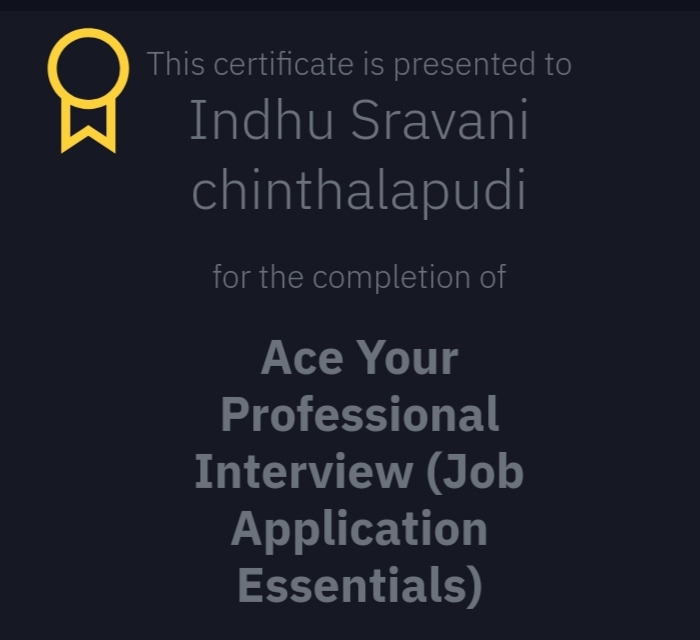 This certificate is presented to
Indhu Sravani
chinthalapudi
for the completion of
Ace Your
Professional
Interview (Job
Application
Essentials)